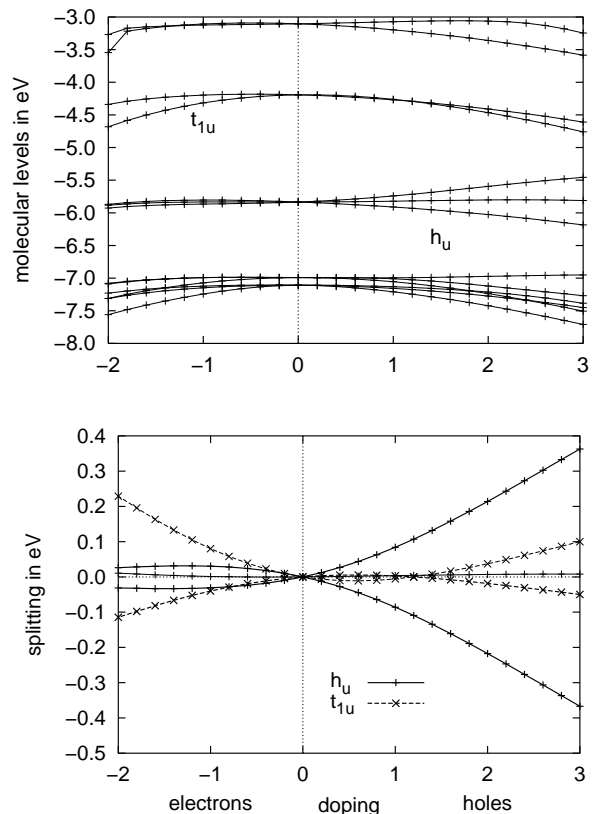 molecular levels in eV
−3.0
−3.5
−4.0
−4.5
−5.0
−5.5
−6.0
−6.5
−7.0
−7.5
−8.0
t1u
hu
−2 −1 0 1 2 3
splitting in eV
0.4
0.3
0.2
0.1
0.0
−0.1
−0.2
−0.3
−0.4
−0.5
hu
t1u
−2 −1 0 1 2 3
electrons doping holes